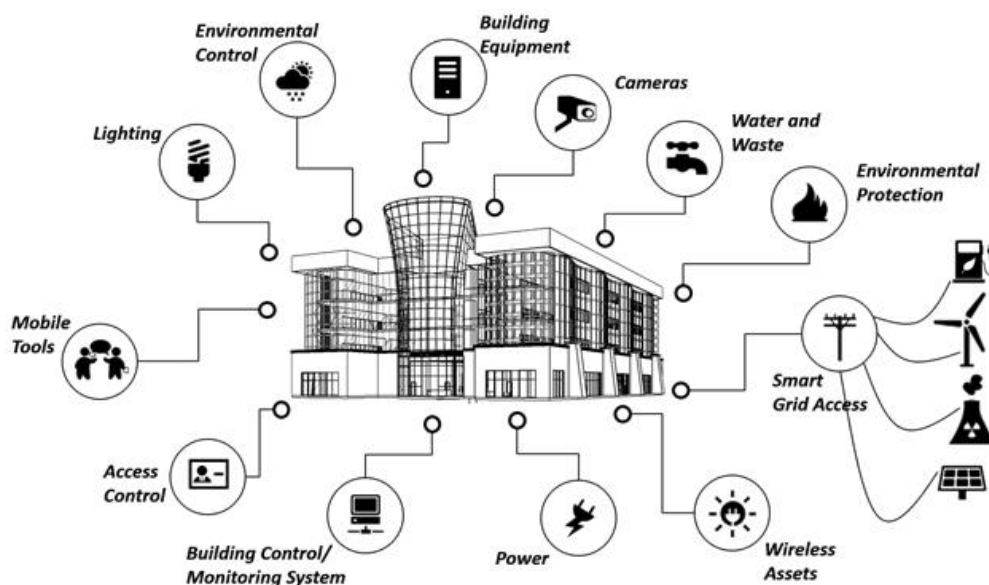 Environmental
Control
Building
Equipment
Cameras
Lighting
Water and
Waste
Environmental
Protection
Mobile
Tools
Smart
Grid Access
Access
Control
Building Control/
Monitoring System
Power
Wireless
Assets